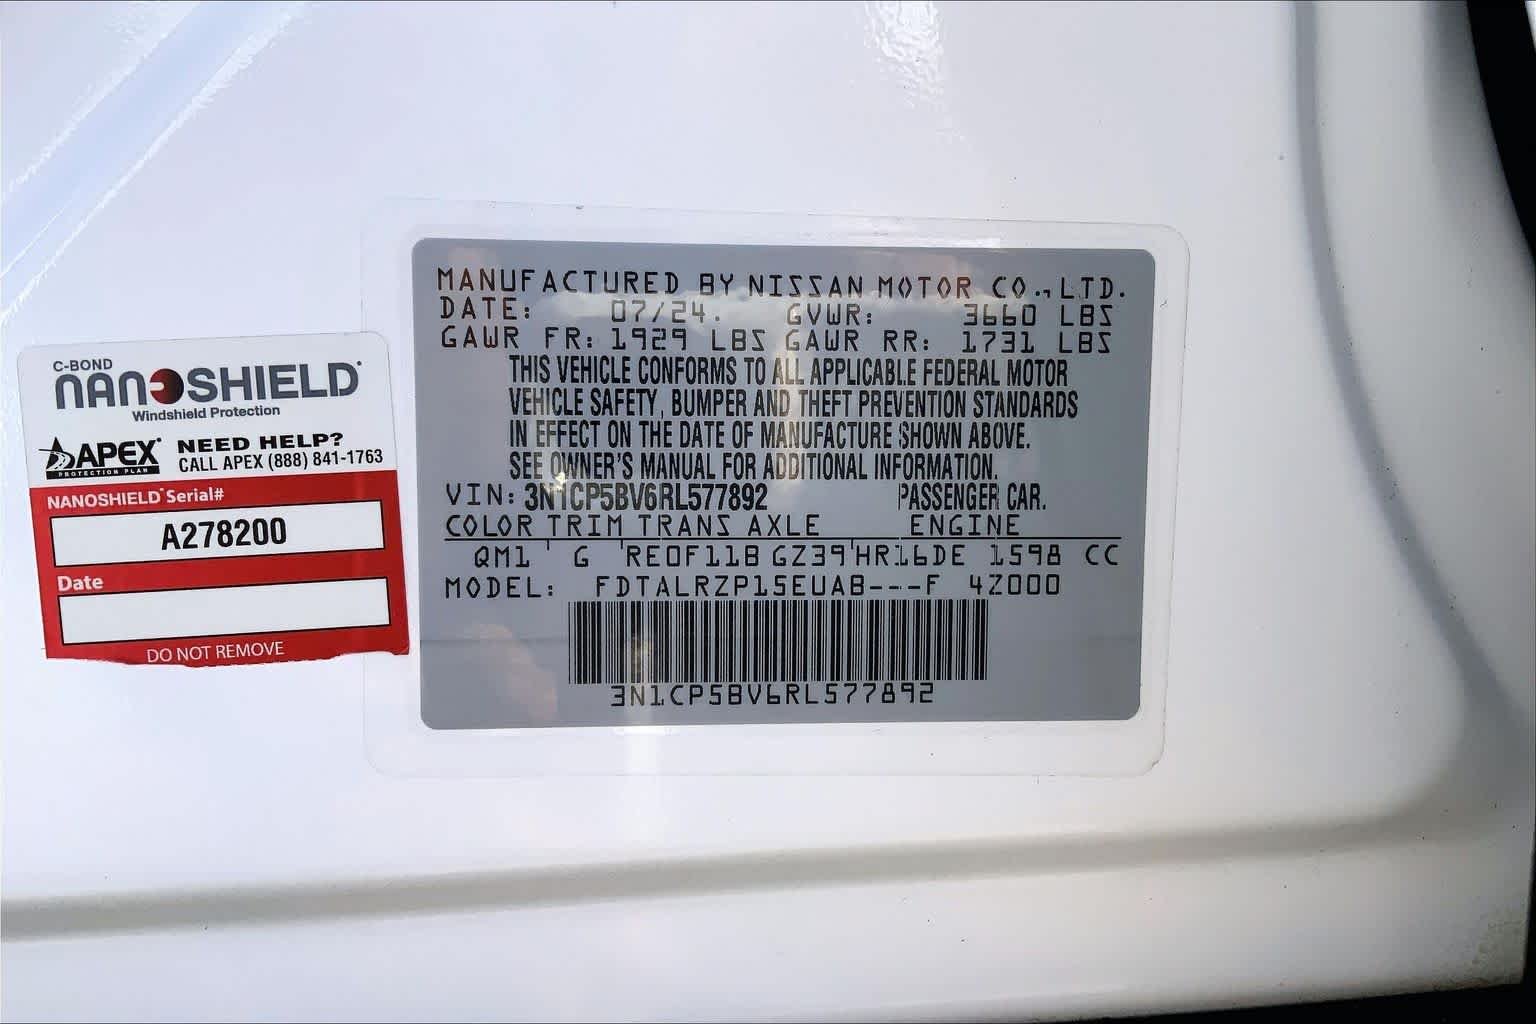 C-BOND
NANOSHIELD
Windshield Protection
APEX
PROTECTION PLAN
NEED HELP?
CALL APEX (888) 841-1763
NANOSHIELD Serial#
A278200
Date
DO NOT REMOVE
MANUFACTURED BY NISSAN MOTOR CO., LTD.
DATE: 07/24. GVWR: 3660 LBS
GAWR FR: 1929 LBS GAWR RR: 1731 LBS
THIS VEHICLE CONFORMS TO ALL APPLICABLE FEDERAL MOTOR
VEHICLE SAFETY, BUMPER AND THEFT PREVENTION STANDARDS
IN EFFECT ON THE DATE OF MANUFACTURE SHOWN ABOVE.
SEE OWNER'S MANUAL FOR ADDITIONAL INFORMATION.
VIN: 3N1CP5BV6RL577892 PASSENGER CAR.
COLOR TRIM TRANS AXLE ENGINE
QM1 G RE0F11B GZ39 HR16DE 1598 CC
MODEL: FDTALRZP15EUAB---F 4Z000
3N1CP5BV6RL577892